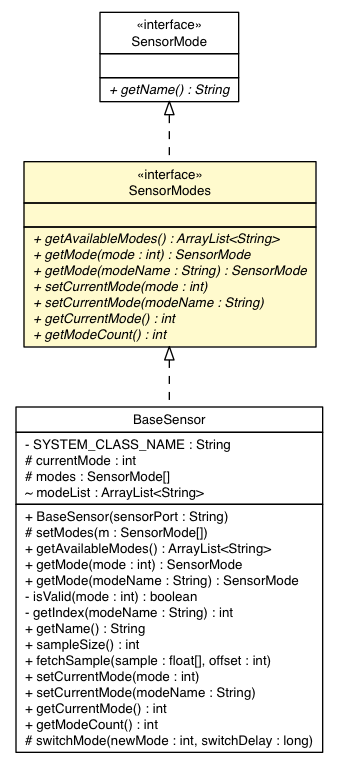 «interface»
SensorMode
+ getName() : String
«interface»
SensorModes
+ getAvailableModes() : ArrayList<String>
+ getMode(mode : int) : SensorMode
+ getMode(modeName : String) : SensorMode
+ setCurrentMode(mode : int)
+ setCurrentMode(modeName : String)
+ getCurrentMode() : int
+ getModeCount() : int
BaseSensor
- SYSTEM_CLASS_NAME : String
# currentMode : int
# modes : SensorMode[]
~ modeList : ArrayList<String>
+ BaseSensor(sensorPort : String)
# setModes(m : SensorMode[])
+ getAvailableModes() : ArrayList<String>
+ getMode(mode : int) : SensorMode
+ getMode(modeName : String) : SensorMode
- isValid(mode : int) : boolean
- getIndex(modeName : String) : int
+ getName() : String
+ sampleSize() : int
+ fetchSample(sample : float[], offset : int)
+ setCurrentMode(mode : int)
+ setCurrentMode(modeName : String)
+ getCurrentMode() : int
+ getModeCount() : int
# switchMode(newMode : int, switchDelay : long)